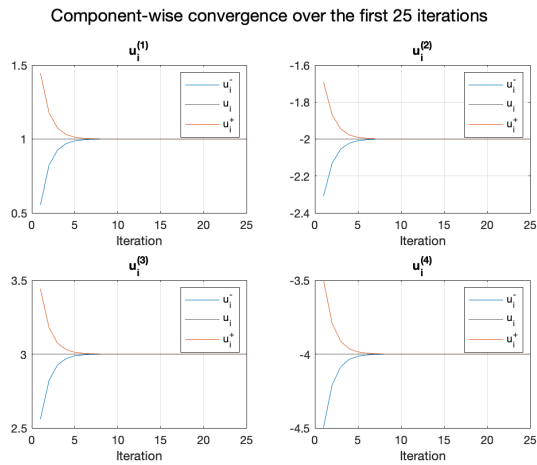 Component-wise convergence over the first 25 iterations
u_i^(1)
1.5
1
0.5
0 5 10 15 20 25
Iteration
u_i^-
u_i
u_i^+
u_i^(2)
-1.6
-1.8
-2
-2.2
-2.4
0 5 10 15 20 25
Iteration
u_i^-
u_i
u_i^+
u_i^(3)
3.5
3
2.5
0 5 10 15 20 25
Iteration
u_i^-
u_i
u_i^+
u_i^(4)
-3.5
-4
-4.5
0 5 10 15 20 25
Iteration
u_i^-
u_i
u_i^+